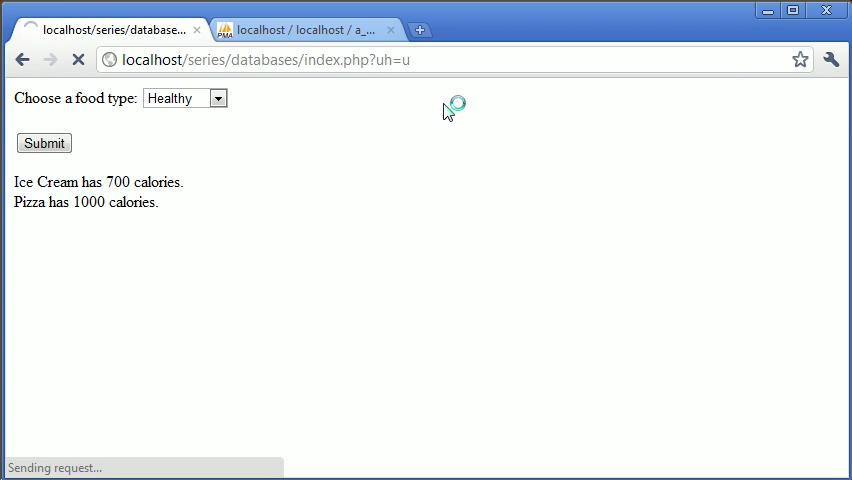 localhost/series/database...
PMA localhost / localhost / a_...
localhost/series/databases/index.php?uh=u
Choose a food type: Healthy
Submit
Ice Cream has 700 calories.
Pizza has 1000 calories.
Sending request...